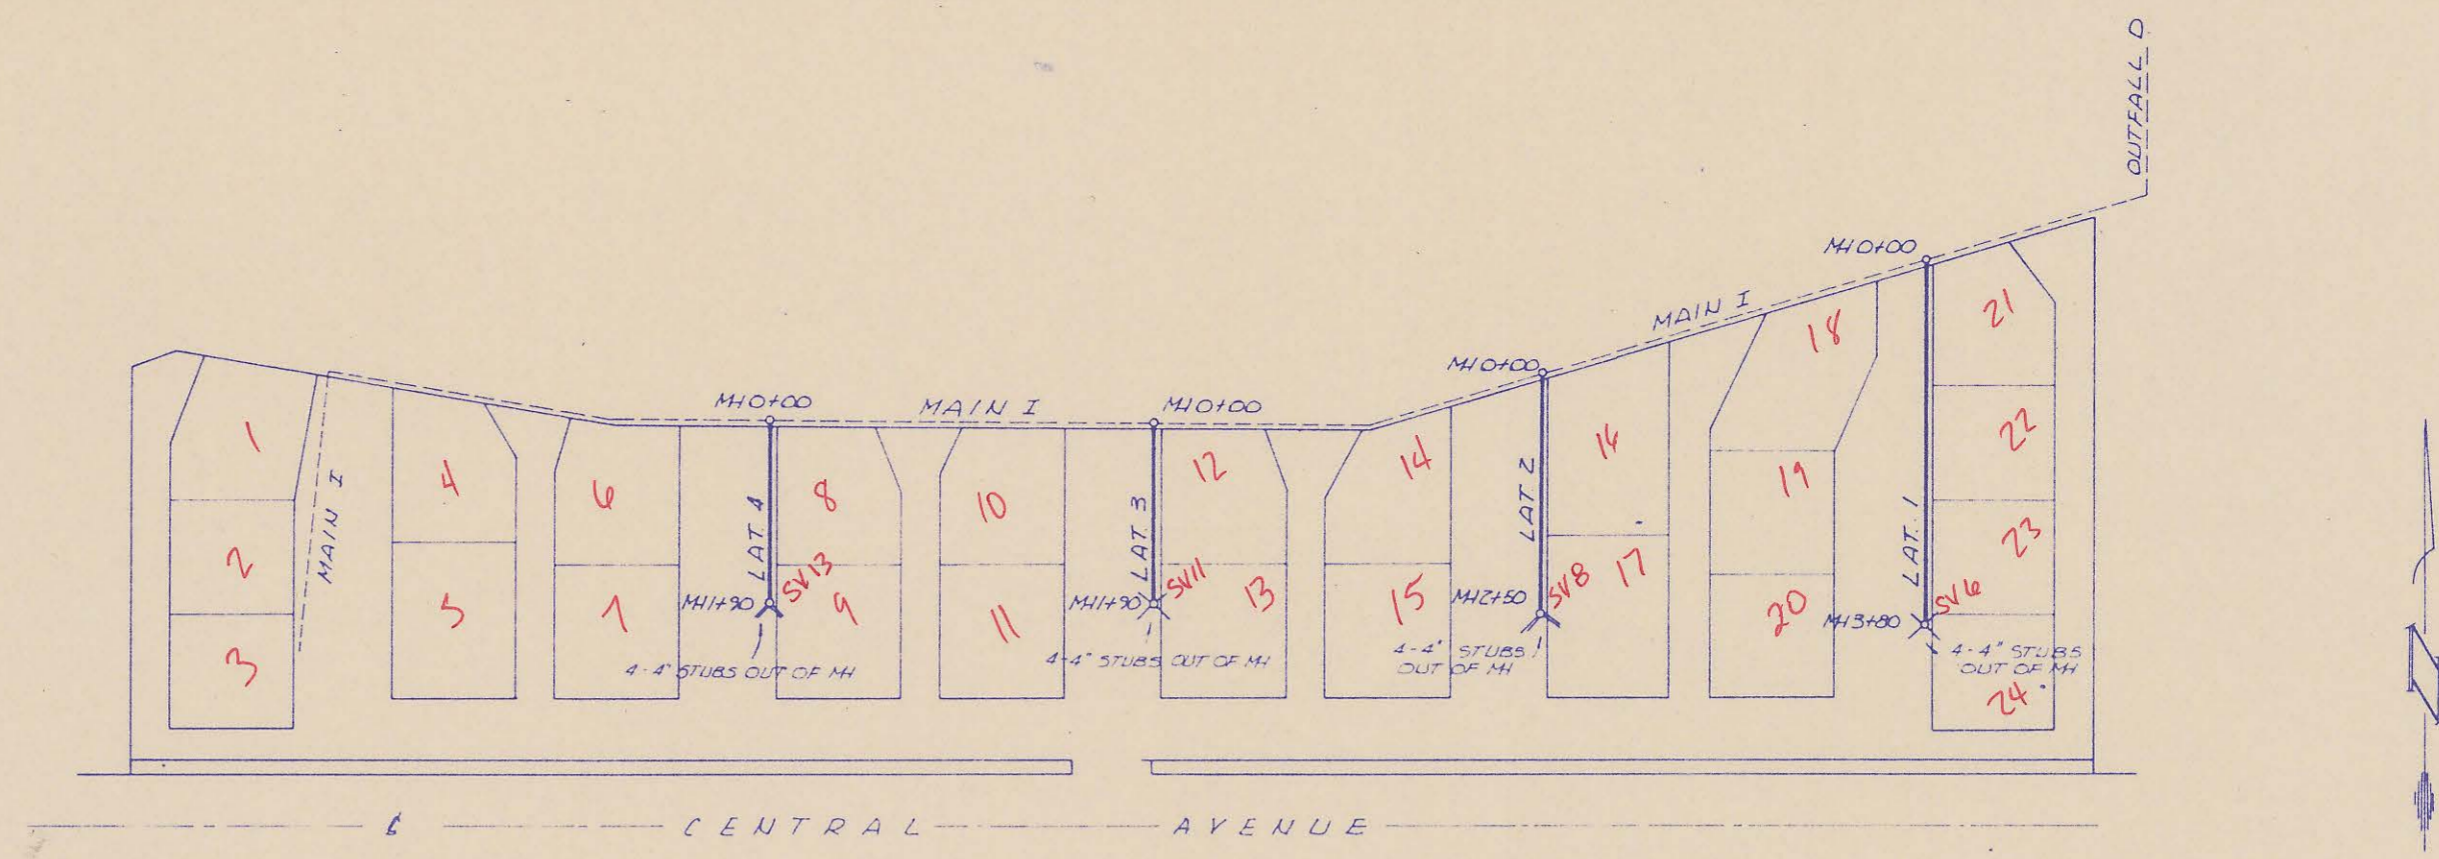 OUTFALL D
MH 0+00
21
MAIN I
18
MH 0+00
22
MH 0+00
MAIN I
MH 0+00
1
14
16
19
12
4
6
LAT. 4
8
10
LAT. 3
LAT. 2
LAT. 1
MAIN I
2
23
SV13
SV11
SV8
17
SV6
5
7
MH 1+90
9
11
MH 1+90
13
15
MH 2+50
20
MH 3+80
3
4-4" STUBS OUT OF MH
4-4" STUBS OUT OF MH
4-4" STUBS
OUT OF MH
4-4" STUBS
OUT OF MH
24
N
CENTRAL AVENUE